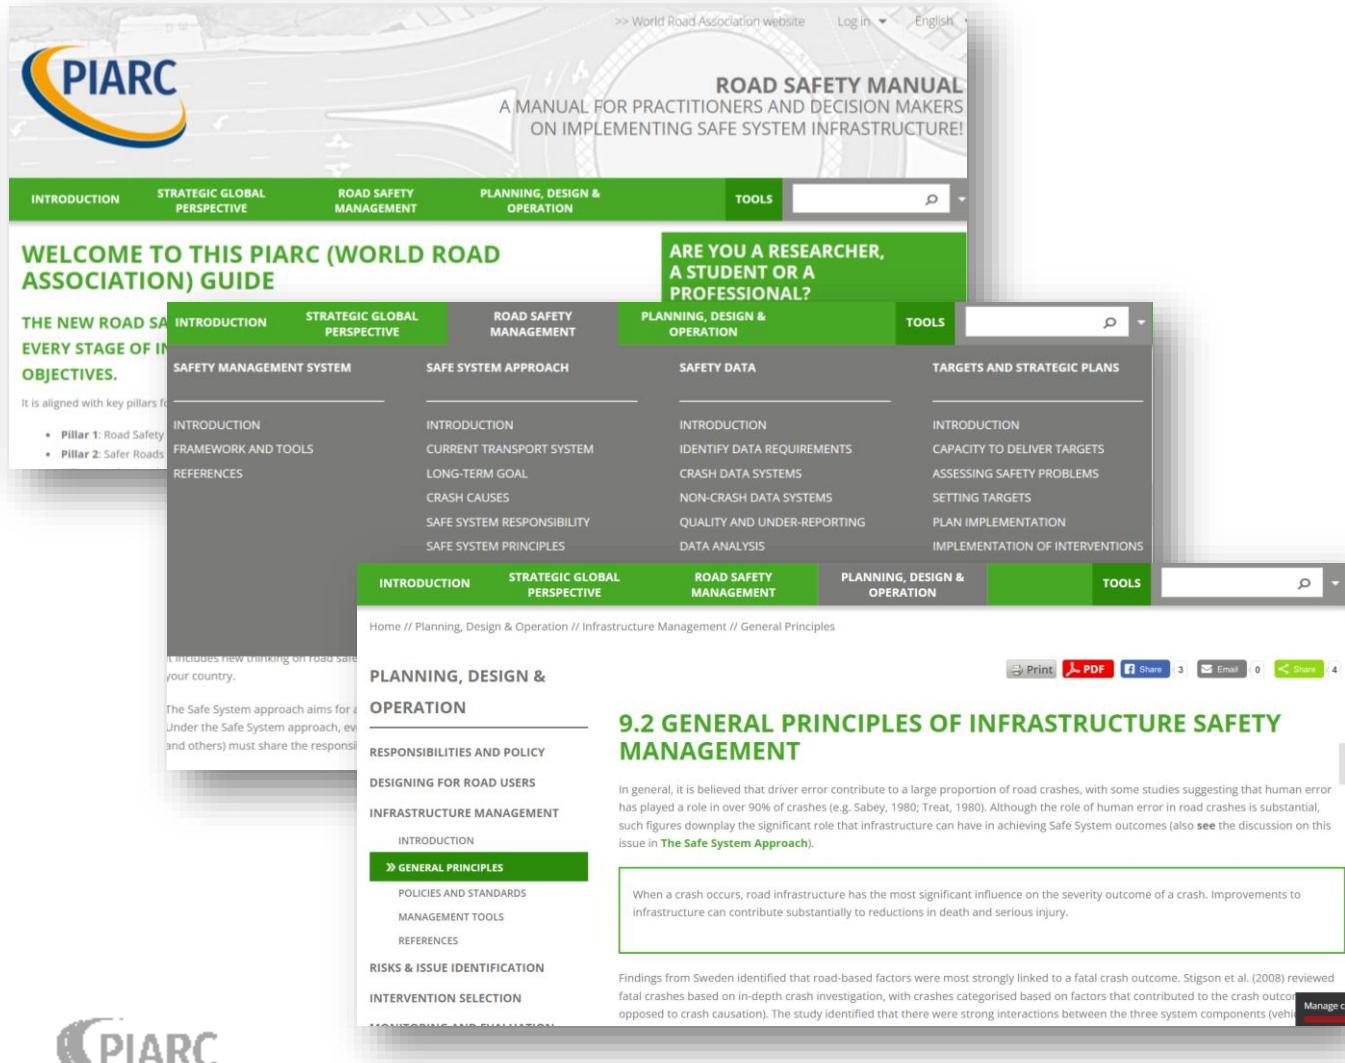 >> World Road Association website Log in English
PIARC
ROAD SAFETY MANUAL
A MANUAL FOR PRACTITIONERS AND DECISION MAKERS
ON IMPLEMENTING SAFE SYSTEM INFRASTRUCTURE!
INTRODUCTION STRATEGIC GLOBAL PERSPECTIVE ROAD SAFETY MANAGEMENT PLANNING, DESIGN & OPERATION TOOLS
WELCOME TO THIS PIARC (WORLD ROAD
ASSOCIATION) GUIDE
ARE YOU A RESEARCHER,
A STUDENT OR A
PROFESSIONAL?
THE NEW ROAD
EVERY STAGE OF
OBJECTIVES.
It is aligned with key pillars
• Pillar 1: Road Safety
• Pillar 2: Safer Roads
INTRODUCTION STRATEGIC GLOBAL PERSPECTIVE ROAD SAFETY MANAGEMENT PLANNING, DESIGN & OPERATION TOOLS
SAFETY MANAGEMENT SYSTEM
INTRODUCTION
FRAMEWORK AND TOOLS
REFERENCES
SAFE SYSTEM APPROACH
INTRODUCTION
CURRENT TRANSPORT SYSTEM
LONG-TERM GOAL
CRASH CAUSES
SAFE SYSTEM RESPONSIBILITY
SAFE SYSTEM PRINCIPLES
SAFETY DATA
INTRODUCTION
IDENTIFY DATA REQUIREMENTS
CRASH DATA SYSTEMS
NON-CRASH DATA SYSTEMS
QUALITY AND UNDER-REPORTING
DATA ANALYSIS
TARGETS AND STRATEGIC PLANS
INTRODUCTION
CAPACITY TO DELIVER TARGETS
ASSESSING SAFETY PROBLEMS
SETTING TARGETS
PLAN IMPLEMENTATION
IMPLEMENTATION OF INTERVENTIONS
It includes new thinking on road safe
your country.
The Safe System approach aims for
Under the Safe System approach,
and others) must share the
INTRODUCTION STRATEGIC GLOBAL PERSPECTIVE ROAD SAFETY MANAGEMENT PLANNING, DESIGN & OPERATION TOOLS
Home // Planning, Design & Operation // Infrastructure Management // General Principles
Print PDF Share 3 Email 0 Share 4
PLANNING, DESIGN &
OPERATION
RESPONSIBILITIES AND POLICY
DESIGNING FOR ROAD USERS
INFRASTRUCTURE MANAGEMENT
INTRODUCTION
» GENERAL PRINCIPLES
POLICIES AND STANDARDS
MANAGEMENT TOOLS
REFERENCES
RISKS & ISSUE IDENTIFICATION
INTERVENTION SELECTION
MONITORING AND EVALUATION
9.2 GENERAL PRINCIPLES OF INFRASTRUCTURE SAFETY
MANAGEMENT
In general, it is believed that driver error contribute to a large proportion of road crashes, with some studies suggesting that human error
has played a role in over 90% of crashes (e.g. Sabey, 1980; Treat, 1980). Although the role of human error in road crashes is substantial,
such figures downplay the significant role that infrastructure can have in achieving Safe System outcomes (also see the discussion on this
issue in The Safe System Approach).
When a crash occurs, road infrastructure has the most significant influence on the severity outcome of a crash. Improvements to
infrastructure can contribute substantially to reductions in death and serious injury.
Findings from Sweden identified that road-based factors were most strongly linked to a fatal crash outcome. Stigson et al. (2008) reviewed
fatal crashes based on in-depth crash investigation, with crashes categorised based on factors that contributed to the crash
opposed to crash causation). The study identified that there were strong interactions between the three system components
Manage
PIARC